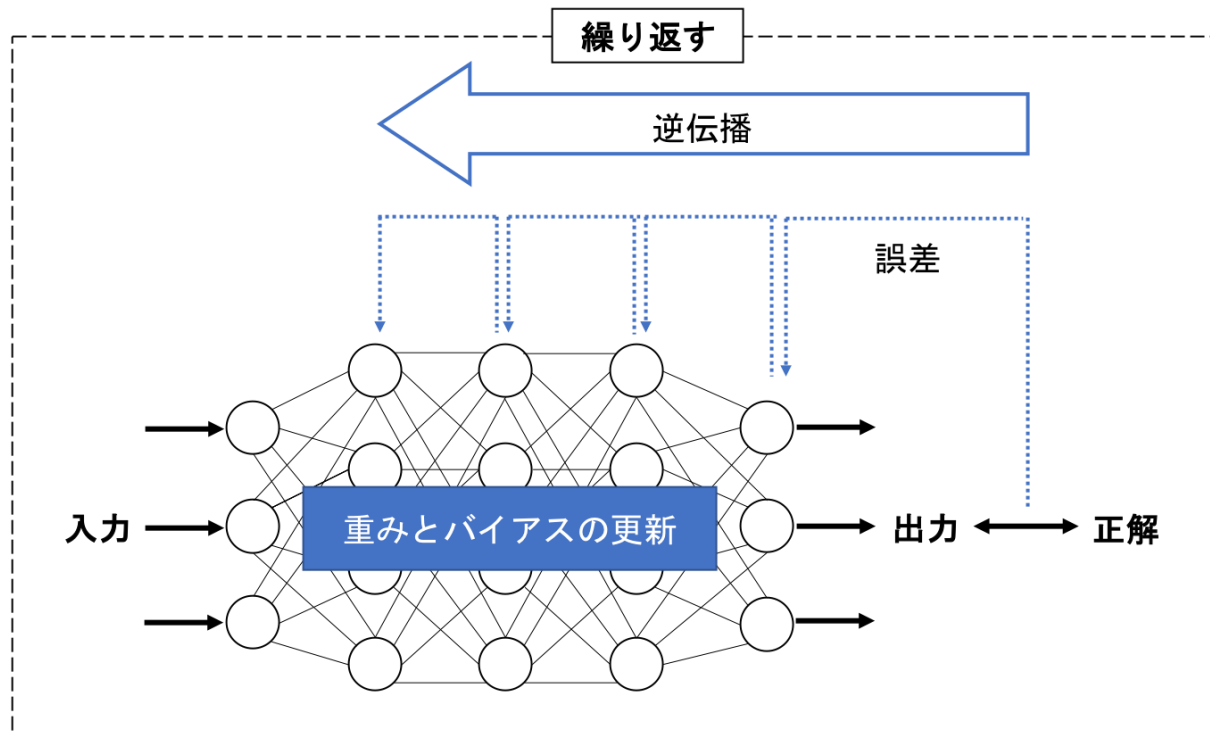 繰り返す
逆伝播
誤差
重みとバイアスの更新
入力
出力
正解